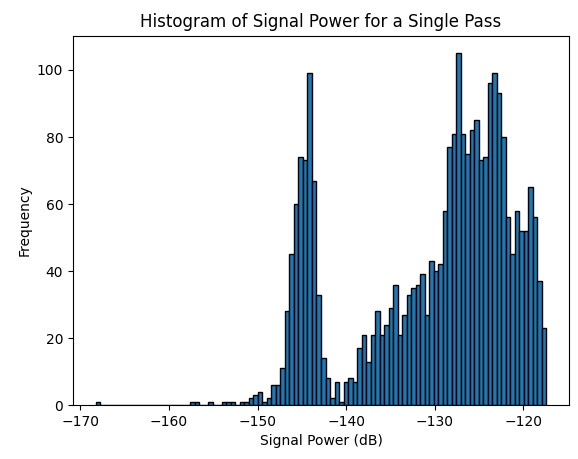 Histogram of Signal Power for a Single Pass
Frequency
100
80
60
40
20
0
−170 −160 −150 −140 −130 −120
Signal Power (dB)